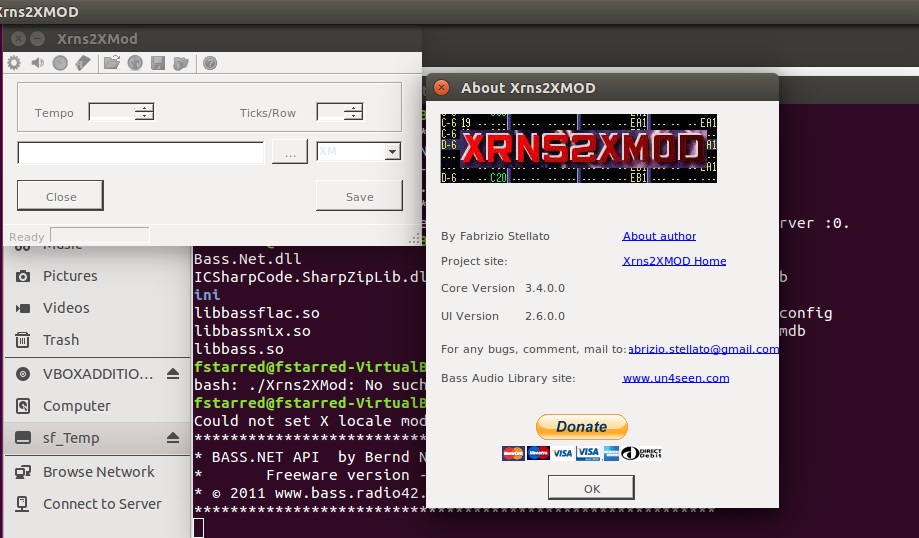 Xrns2XMOD
Xrns2XMod
Tempo
Ticks/Row
...
XM
Close
Save
Ready
Music
Pictures
Videos
Trash
VBOXADDITIO...
Computer
sf_Temp
Browse Network
Connect to Server
Bass.Net.dll
ICSharpCode.SharpZipLib.dl
ini
libbassflac.so
libbassmix.so
libbass.so
fstarred@fstarred-VirtualB
bash: ./Xrns2XMod: No such
fstarred@fstarred-VirtualB
Could not set X locale mod
**************************
* BASS.NET API  by Bernd N
*       Freeware version -
* © 2011 www.bass.radio42.
erver :0.
b
config
mdb
About Xrns2XMOD
C-6 19
EA1
EA1
C-6
D-6
EA1
D-6
C20
EB1
XRNS2XMOD
By Fabrizio Stellato
About author
Project site:
Xrns2XMOD Home
Core Version 3.4.0.0
UI Version 2.6.0.0
For any bugs, comment, mail to:
abrizio.stellato@gmail.com
Bass Audio Library site:
www.un4seen.com
Donate
MasterCard
Maestro
VISA
VISA
Direct Debit
OK